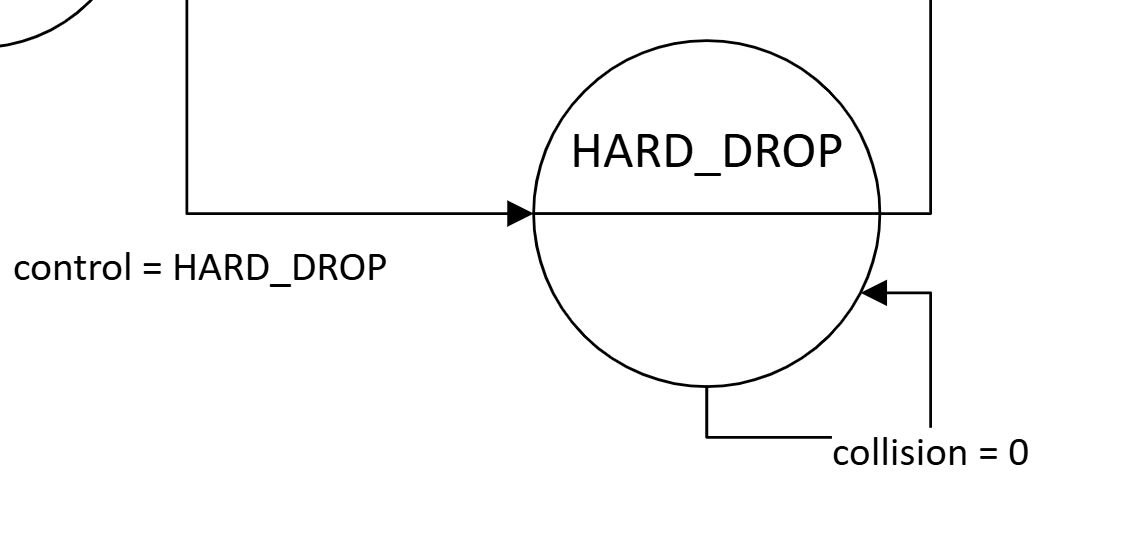 HARD_DROP
control = HARD_DROP
collision = 0